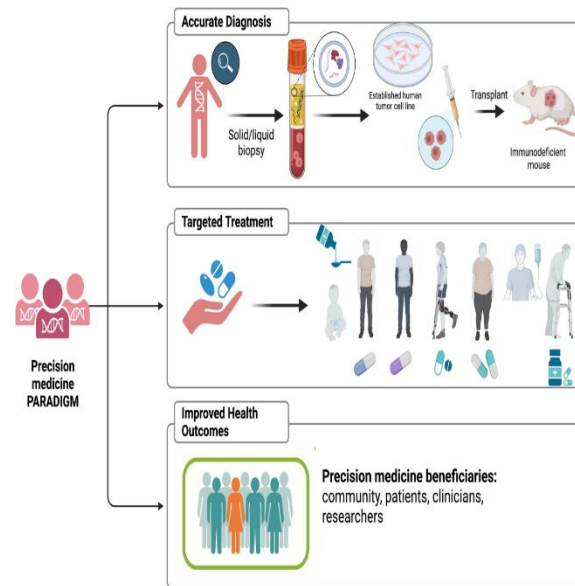 Accurate Diagnosis
Solid/liquid
biopsy
Established human
tumor cell line
Transplant
Immunodeficient
mouse
Targeted Treatment
Precision
medicine
PARADIGM
Improved Health
Outcomes
Precision medicine beneficiaries:
community, patients, clinicians,
researchers